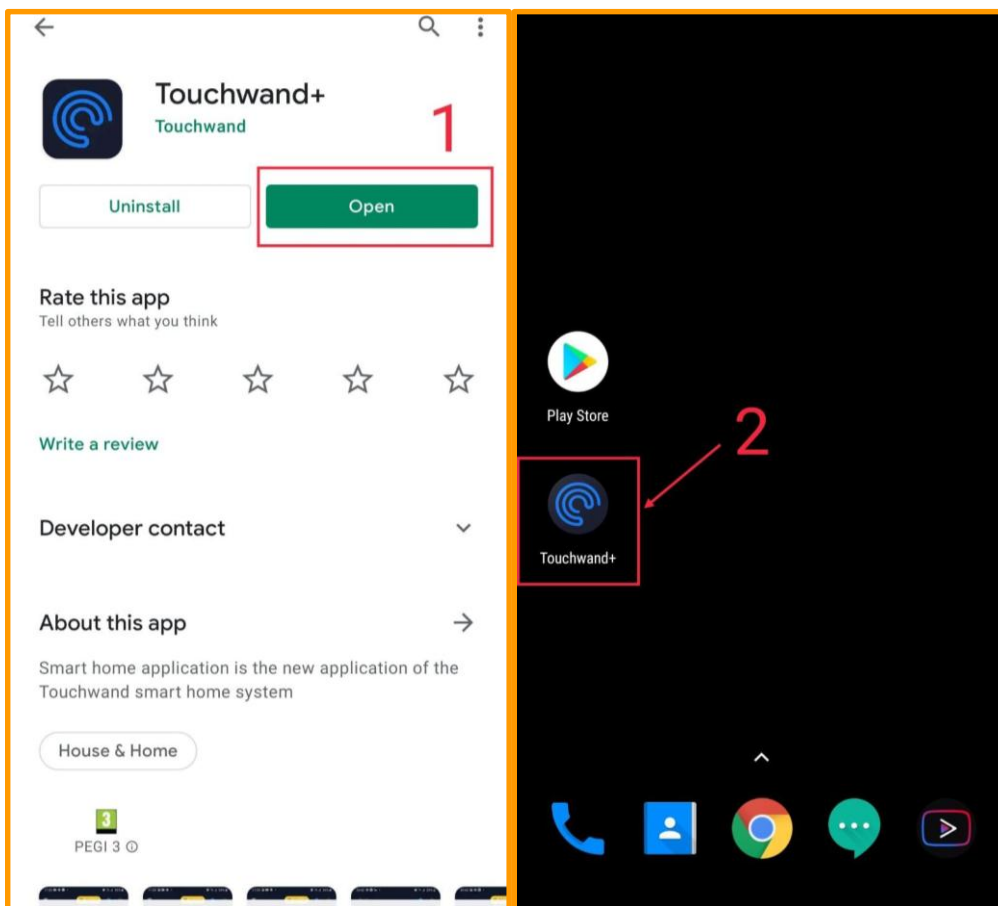 Touchwand+
Touchwand
1
Uninstall
Open
Rate this app
Tell others what you think
Write a review
Developer contact
About this app
Smart home application is the new application of the
Touchwand smart home system
House & Home
3
PEGI 3
Play Store
2
Touchwand+